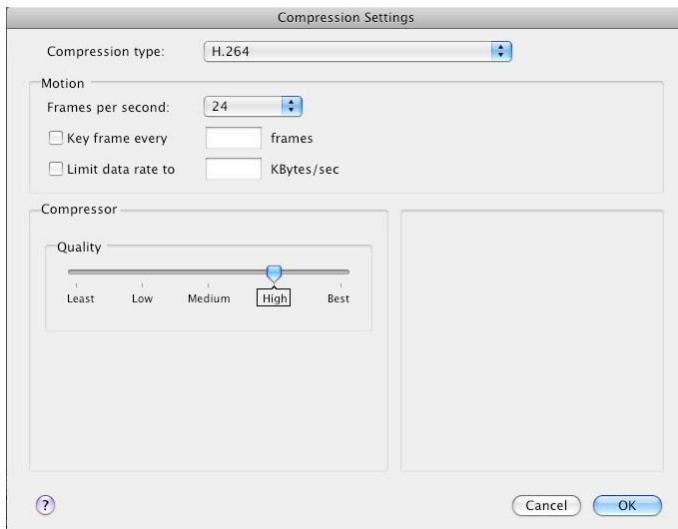 Compression Settings
Compression type: H.264
Motion
Frames per second: 24
Key frame every frames
Limit data rate to KBytes/sec
Compressor
Quality
Least Low Medium High Best
? Cancel OK